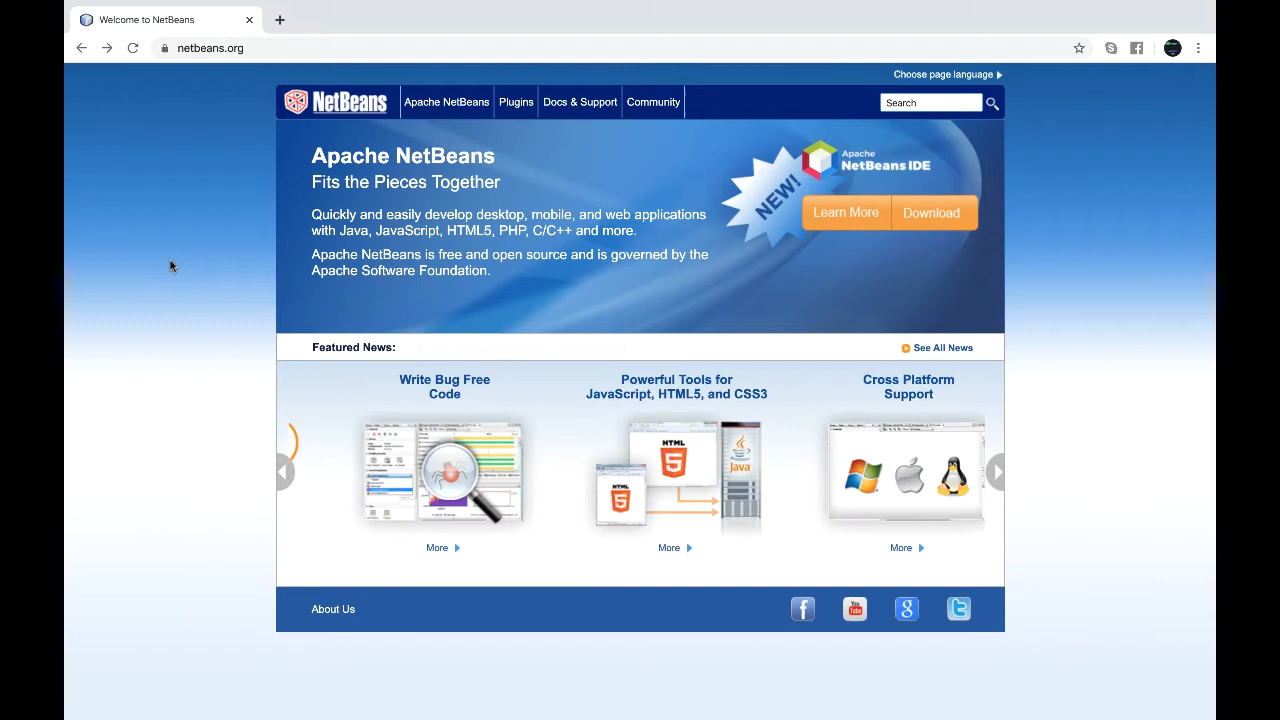 Welcome to NetBeans
netbeans.org
Choose page language
NetBeans
Apache NetBeans
Plugins
Docs & Support
Community
Search
Apache NetBeans
Fits the Pieces Together
Quickly and easily develop desktop, mobile, and web applications
with Java, JavaScript, HTML5, PHP, C/C++ and more.
Apache NetBeans is free and open source and is governed by the
Apache Software Foundation.
NEW!
Apache
NetBeans IDE
Learn More
Download
Featured News:
See All News
Write Bug Free
Code
Powerful Tools for
JavaScript, HTML5, and CSS3
Cross Platform
Support
HTML
5
HTML
5
Java
More
More
More
About Us
f
You
Tube
8
t